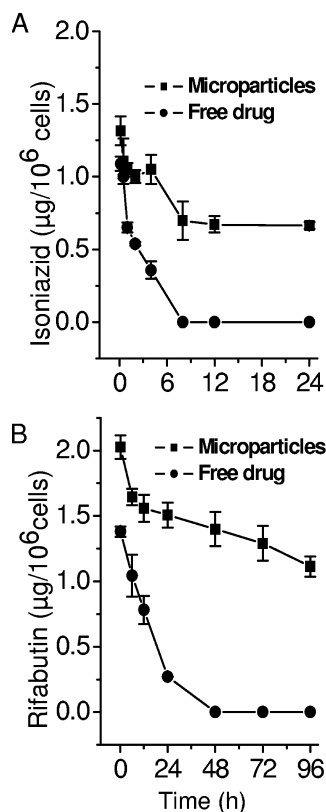 A
2.0
Microparticles
Free drug
1.5
1.0
0.5
0.0
Isoniazid (µg/10⁶ cells)
0 6 12 18 24
B
Microparticles
Free drug
2.0
1.5
1.0
0.5
0.0
Rifabutin (µg/10⁶cells)
0 24 48 72 96
Time (h)